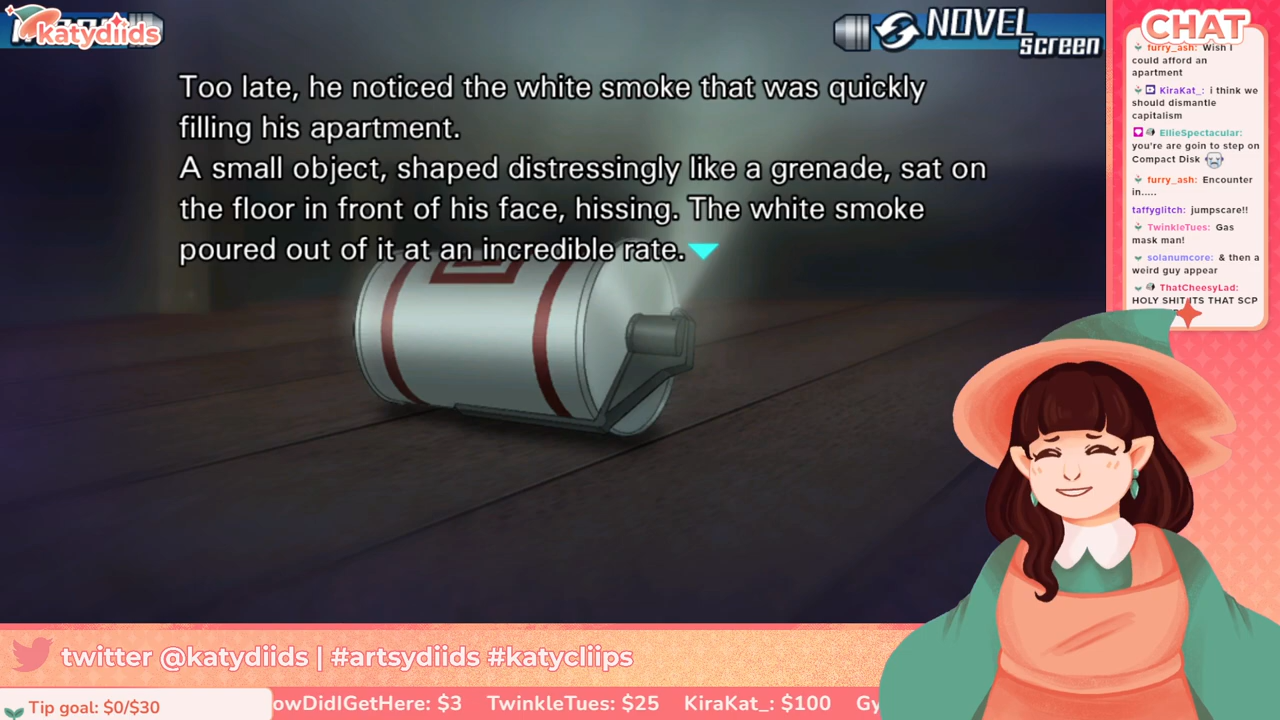 katydiids
NOVEL
Screen
Too late, he noticed the white smoke that was quickly
filling his apartment.
A small object, shaped distressingly like a grenade, sat on
the floor in front of his face, hissing. The white smoke
poured out of it at an incredible rate.
CHAT
furry_ash: Wish I
could afford an
apartment
KiraKat_: i think we
should dismantle
capitalism
EllieSpectacular:
you're are goin to step on
Compact Disk
furry_ash: Encounter
in.....
taffyglitch: jumpscare!!
TwinkleTues: Gas
mask man!
solanumcore: & then a
weird guy appear
ThatCheesyLad:
HOLY SHIT ITS THAT SCP
twitter @katydiids | #artsydiids #katycliips
Tip goal: $0/$30
owDidIGetHere: $3 TwinkleTues: $25 KiraKat_: $100 Gy